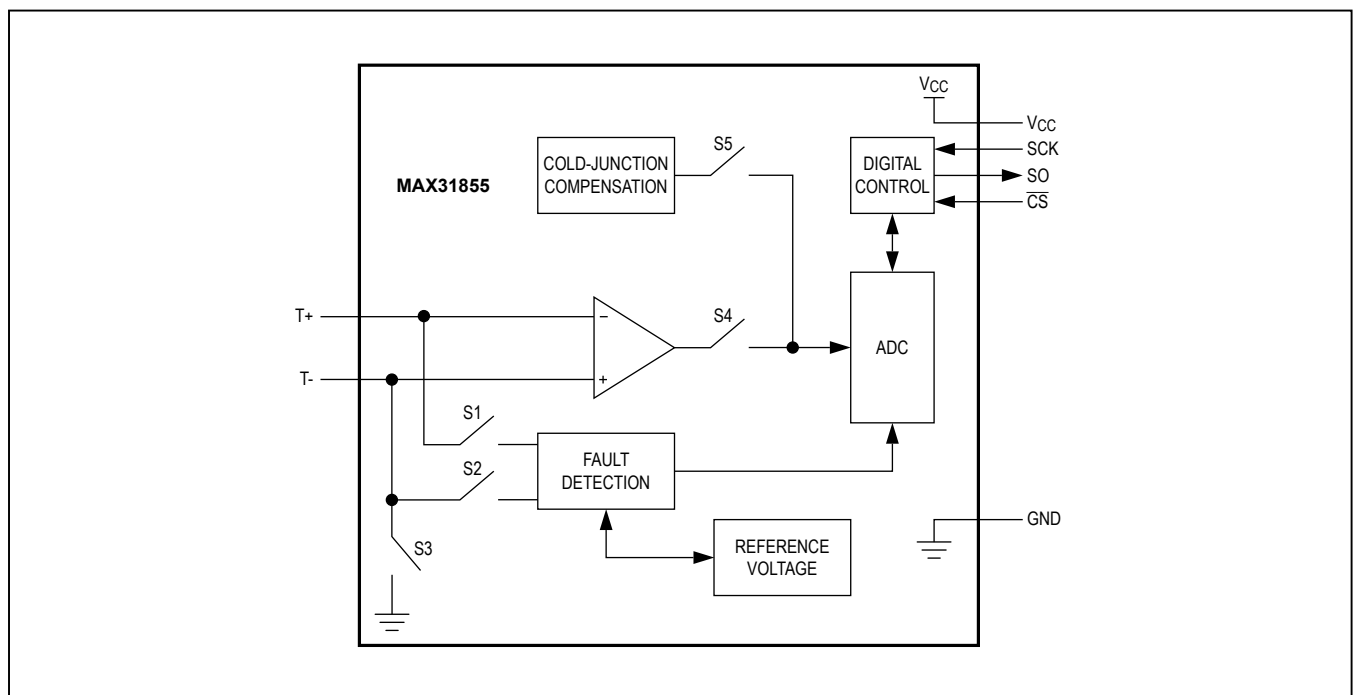 VCC
VCC
SCK
SO
CS
S5
COLD-JUNCTION
COMPENSATION
DIGITAL
CONTROL
MAX31855
T+
−
S4
ADC
T-
+
S1
FAULT
DETECTION
S2
GND
S3
REFERENCE
VOLTAGE